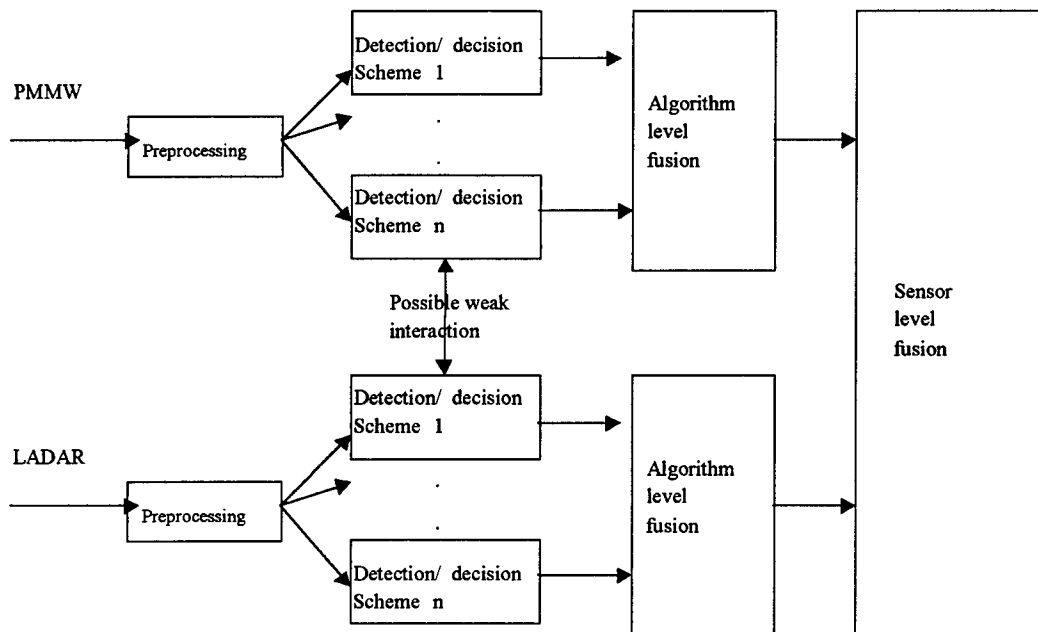 PMMW
Preprocessing
Detection/ decision
Scheme 1
.
.
Detection/ decision
Scheme n
Algorithm
level
fusion
Possible weak
interaction
Sensor
level
fusion
LADAR
Preprocessing
Detection/ decision
Scheme 1
.
.
Detection/ decision
Scheme n
Algorithm
level
fusion